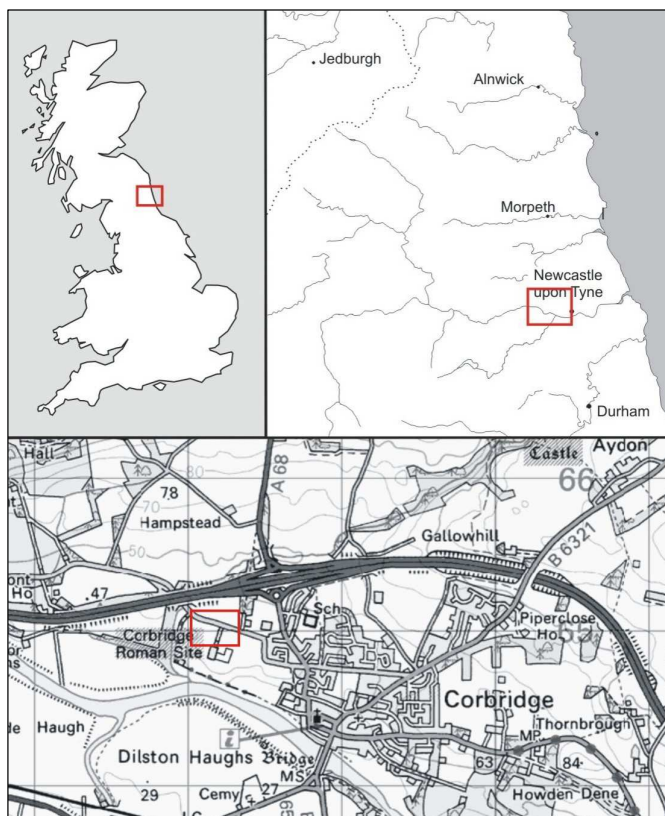 Jedburgh
Alnwick
Morpeth
Newcastle
upon Tyne
Durham
Hall
Castle
Aydon
66
A 68
80
78
70
Hampstead
Gallowhill
B 6321
50
Ho
.47
Sch
Piperclose
Ho
Corbridge
Roman Site
Corbridge
Thornbrough
MP
Haugh
i
Dilston Haughs
Bridge
MS
63
84
29
Cemy
27
Howden Dene